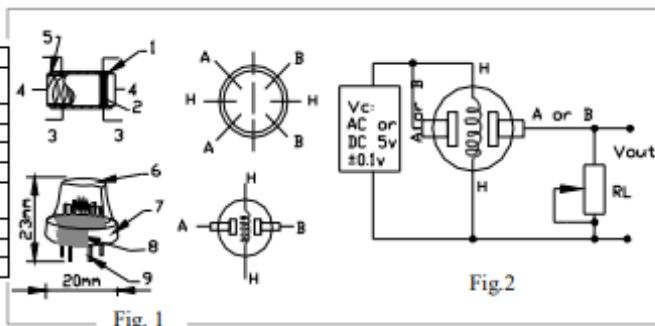 5
1
4
4
2
3
3
A
B
H
H
A
B
6
7
8
9
23mm
20mm
H
A
B
H
Fig. 1
Vc:
AC or
DC 5v
±0.1v
A or B
H
H
A or B
Vout
RL
Fig.2